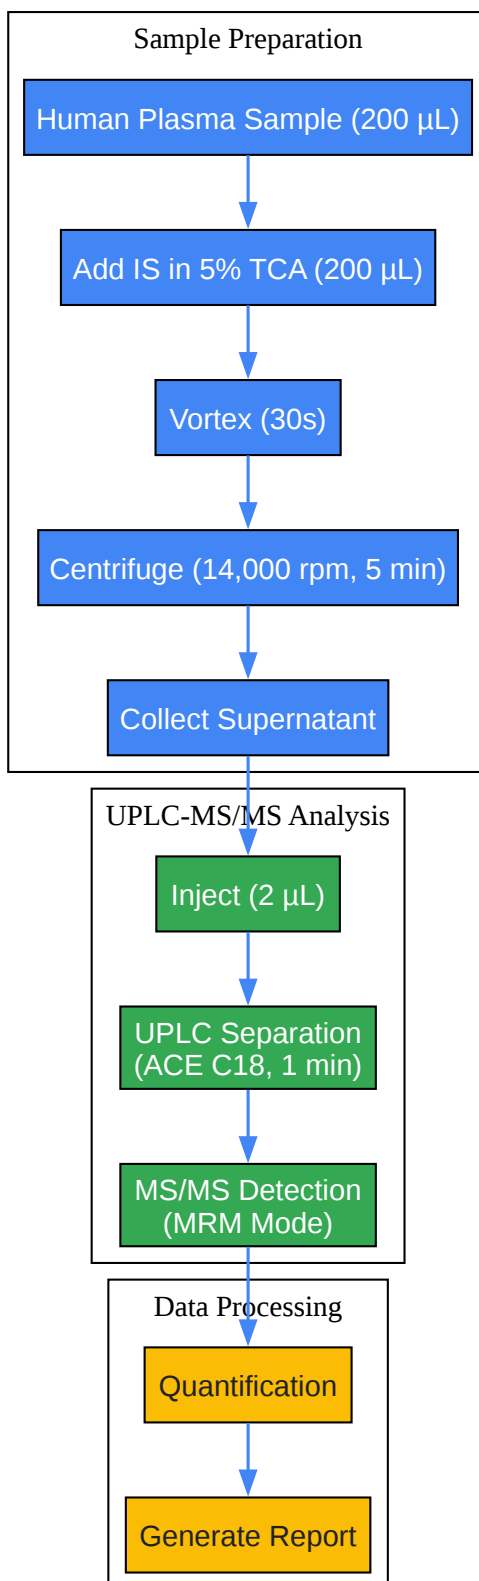 Sample Preparation
Human Plasma Sample (200 µL)
Add IS in 5% TCA (200 µL)
Vortex (30s)
Centrifuge (14,000 rpm, 5 min)
Collect Supernatant
UPLC-MS/MS Analysis
Inject (2 µL)
UPLC Separation
(ACE C18, 1 min)
MS/MS Detection
(MRM Mode)
Data Processing
Quantification
Generate Report